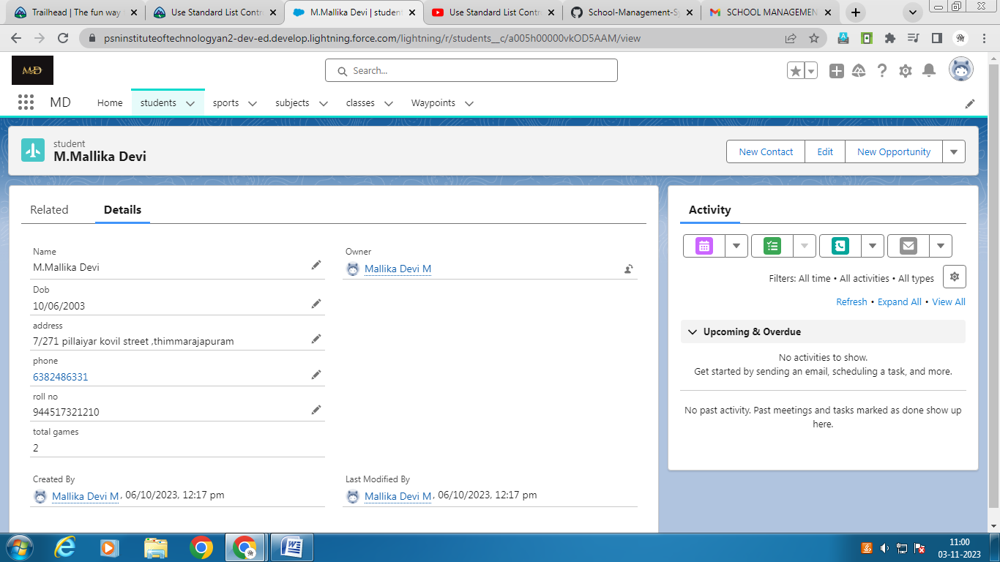 Trailhead | The fun way
Use Standard List Contr
M.Mallika Devi | studen
Use Standard List Contr
School-Management-Sy
SCHOOL MANAGEMEN
psninstituteoftechnologyan2-dev-ed.develop.lightning.force.com/lightning/r/students__c/a005h00000vkOD5AAM/view
MD
Search...
MD
Home
students
sports
subjects
classes
Waypoints
student
M.Mallika Devi
New Contact
Edit
New Opportunity
Related
Details
Name
M.Mallika Devi
Owner
Mallika Devi M
Dob
10/06/2003
address
7/271 pillaiyar kovil street ,thimmarajapuram
phone
6382486331
roll no
944517321210
total games
2
Created By
Mallika Devi M, 06/10/2023, 12:17 pm
Last Modified By
Mallika Devi M, 06/10/2023, 12:17 pm
Activity
Filters: All time • All activities • All types
Refresh • Expand All • View All
Upcoming & Overdue
No activities to show.
Get started by sending an email, scheduling a task, and more.
No past activity. Past meetings and tasks marked as done show up
here.
11:00
03-11-2023